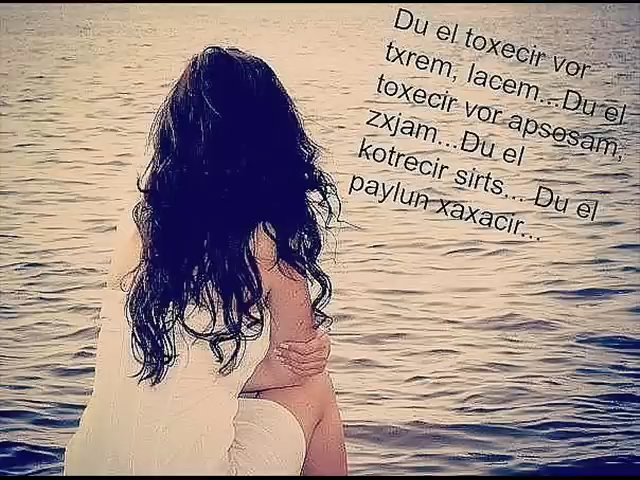 Du el toxecir vor
txrem, lacem...Du el
toxecir vor apsosam,
zxjam...Du el
kotrecir sirts... Du el
paylun xaxacir...